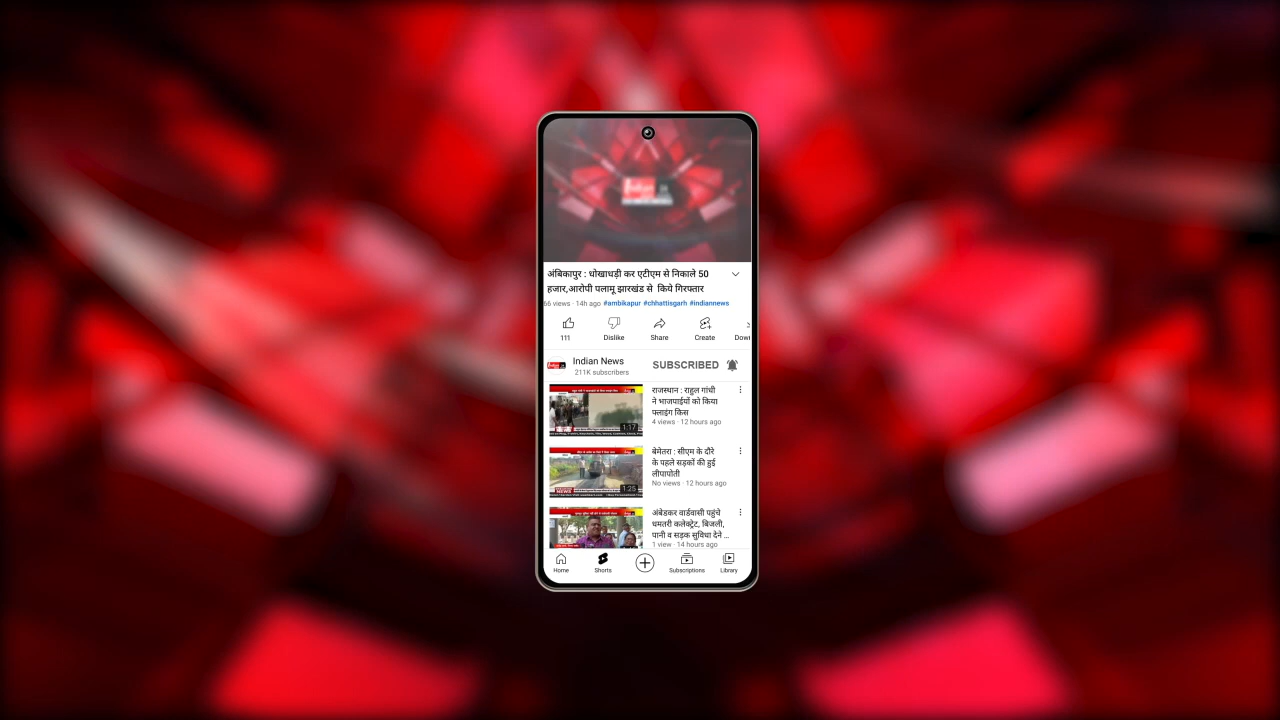 अंबिकापुर : धोखाधड़ी कर एटीएम से निकाले 50
हजार,आरोपी पलामू झारखंड से किये गिरफ्तार
66 views · 14h ago #ambikapur #chhattisgarh #indiannews
111
Dislike
Share
Create
Indian News
211K subscribers
SUBSCRIBED
राजस्थान : राहुल गांधी
ने भाजपाईयों को किया
फ्लाइंग किस
4 views · 12 hours ago
1:17
बेमेतरा : सीएम के दौरे
के पहले सड़कों की हुई
लीपापोती
No views · 12 hours ago
NEWS
1:25
अंबेडकर वार्डवासी पहुंचे
धमतरी कलेक्ट्रेट, बिजली,
पानी व सड़क सुविधा देने ...
1 view · 14 hours ago
Home
Shorts
Subscriptions
Library